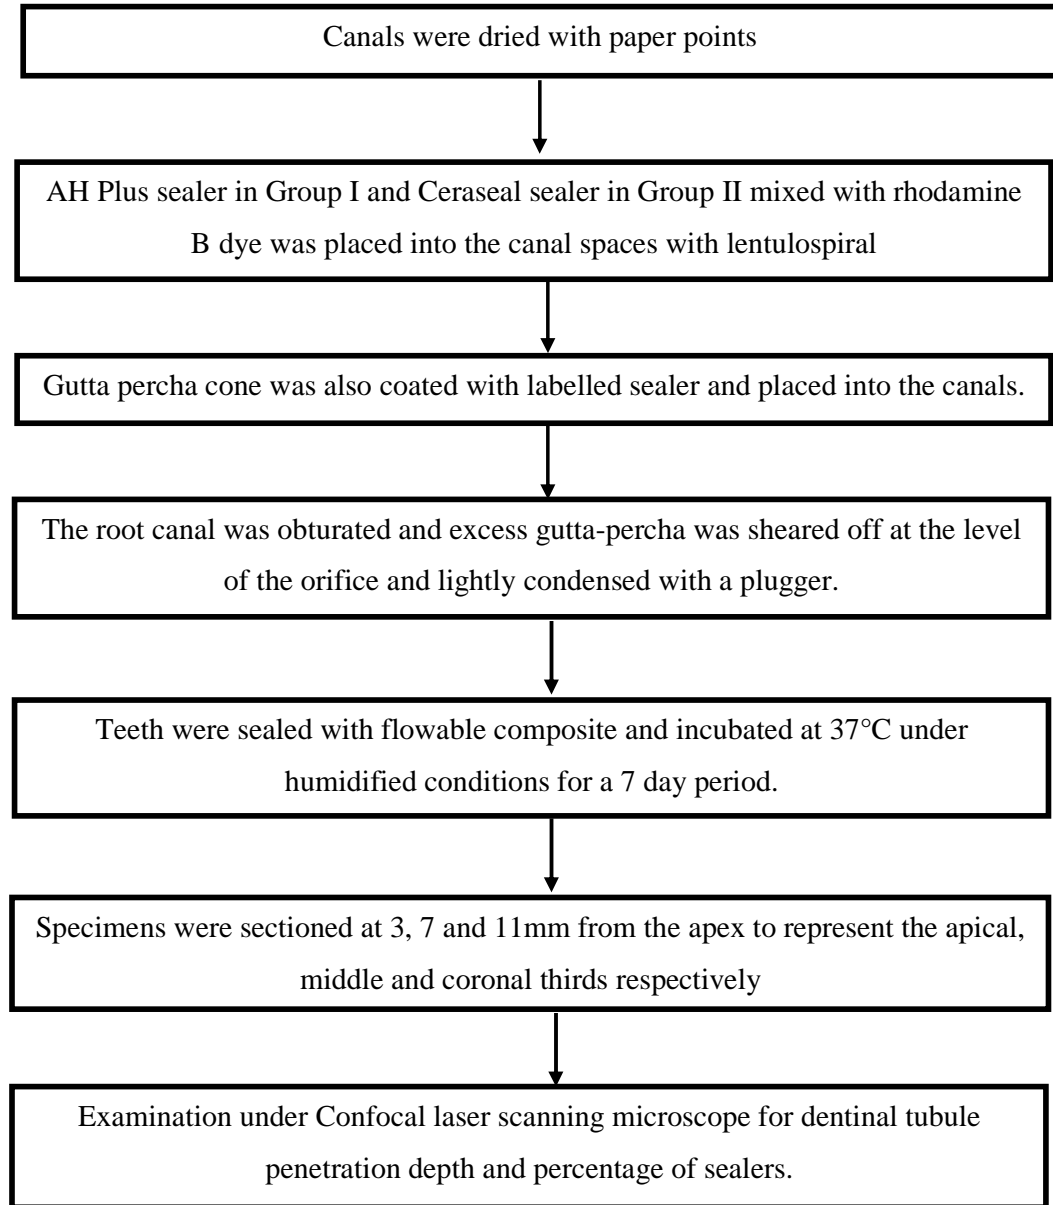 Canals were dried with paper points
AH Plus sealer in Group I and Ceraseal sealer in Group II mixed with rhodamine
B dye was placed into the canal spaces with lentulospiral
Gutta percha cone was also coated with labelled sealer and placed into the canals.
The root canal was obturated and excess gutta-percha was sheared off at the level
of the orifice and lightly condensed with a plugger.
Teeth were sealed with flowable composite and incubated at 37°C under
humidified conditions for a 7 day period.
Specimens were sectioned at 3, 7 and 11mm from the apex to represent the apical,
middle and coronal thirds respectively
Examination under Confocal laser scanning microscope for dentinal tubule
penetration depth and percentage of sealers.